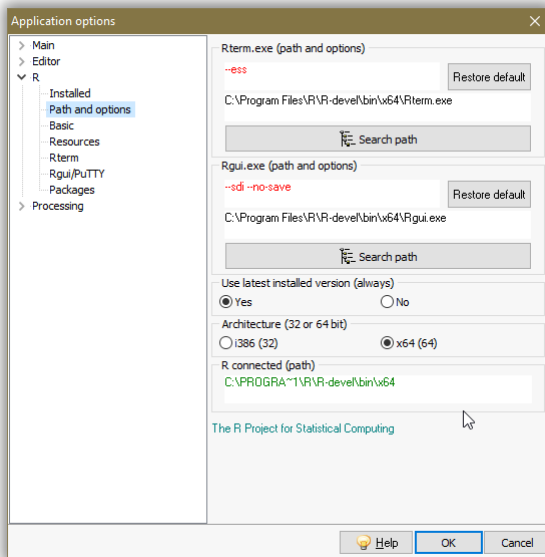 Application options
Main
Editor
R
Installed
Path and options
Basic
Resources
Rterm
Rgui/PuTTY
Packages
Processing
Rterm.exe (path and options)
--ess
Restore default
C:\Program Files\R\R-devel\bin\x64\Rterm.exe
Search path
Rgui.exe (path and options)
--sdi --no-save
Restore default
C:\Program Files\R\R-devel\bin\x64\Rgui.exe
Search path
Use latest installed version (always)
Yes No
Architecture (32 or 64 bit)
i386 (32) x64 (64)
R connected (path)
C:\PROGRA~1\R\R-devel\bin\x64
The R Project for Statistical Computing
Help OK Cancel